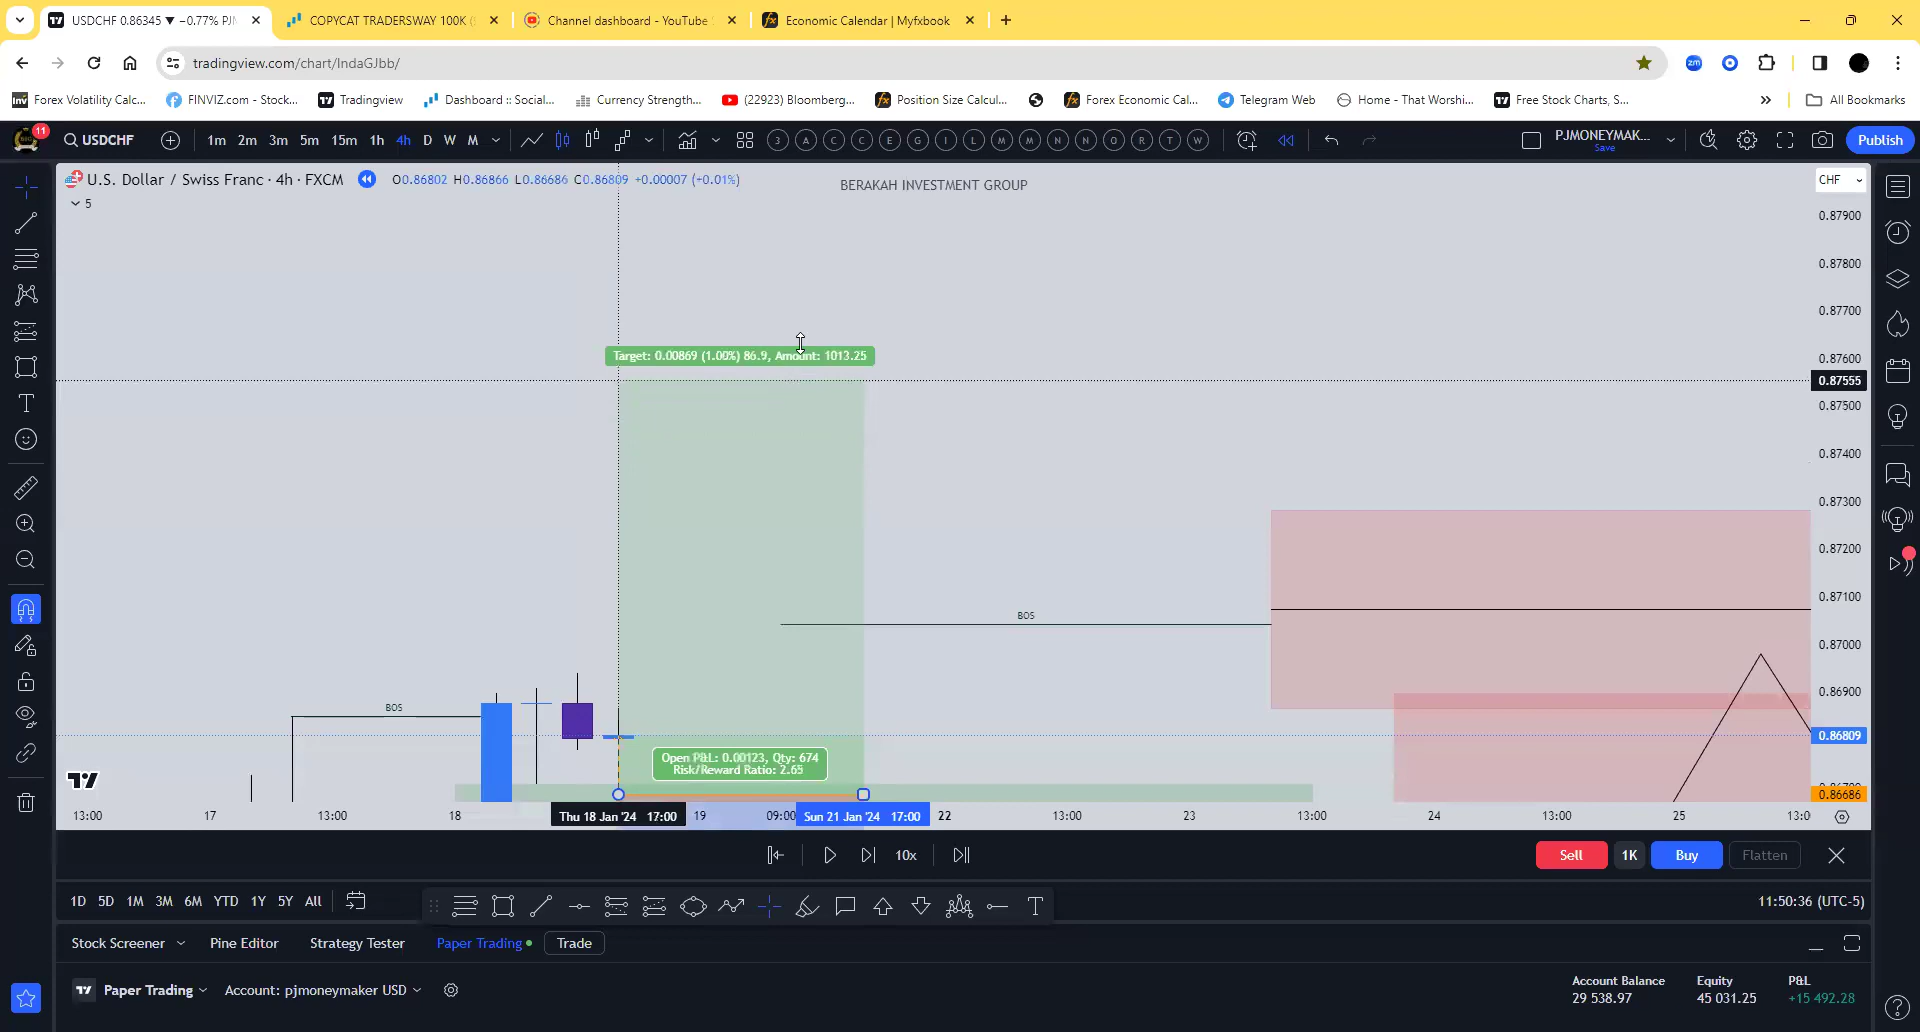 USDCHF 0.86345 ▼ −0.77% PJ
COPYCAT TRADERSWAY 100K
Channel dashboard - YouTube
Economic Calendar | Myfxbook
tradingview.com/chart/IndaGJbb/
Forex Volatility Calc...
FINVIZ.com - Stock...
Tradingview
Dashboard :: Social...
Currency Strength...
(22923) Bloomberg...
Position Size Calcul...
Forex Economic Cal...
Telegram Web
Home - That Worshi...
Free Stock Charts, S...
»
All Bookmarks
11
USDCHF
1m 2m 3m 5m 15m 1h 4h D W M
3 A C C E G I L M M N N O R T W
PJMONEYMAK...
Save
Publish
U.S. Dollar / Swiss Franc · 4h · FXCM
O0.86802 H0.86866 L0.86686 C0.86809 +0.00007 (+0.01%)
BERAKAH INVESTMENT GROUP
CHF
5
0.87900
0.87800
0.87700
0.87600
0.87555
0.87500
0.87400
0.87300
0.87200
0.87100
0.87000
0.86900
0.86809
0.86686
Target: 0.00869 (1.00%) 86.9, Amount: 1013.25
BOS
BOS
Open P&L: 0.00123, Qty: 674
Risk/Reward Ratio: 2.65
13:00 17 13:00 18 Thu 18 Jan '24 17:00 19 09:00 Sun 21 Jan '24 17:00 22 13:00 23 13:00 24 13:00 25 13:0
10x
Sell
1K
Buy
Flatten
1D 5D 1M 3M 6M YTD 1Y 5Y All
11:50:36 (UTC-5)
Stock Screener
Pine Editor
Strategy Tester
Paper Trading
Trade
Paper Trading
Account: pjmoneymaker USD
Account Balance
29 538.97
Equity
45 031.25
P&L
+15 492.28